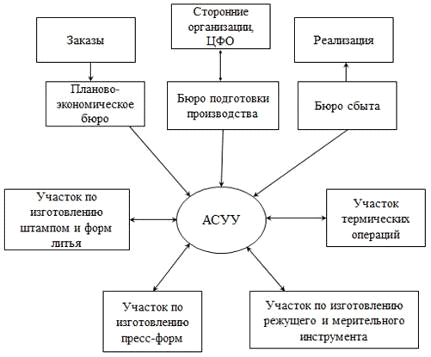 Заказы
Сторонние
организации,
ЦФО
Реализация
Планово-
экономическое
бюро
Бюро подготовки
производства
Бюро сбыта
Участок по
изготовлению
штампом и форм
литья
АСУУ
Участок
термических
операций
Участок по
изготовлению
пресс-форм
Участок по изготовлению
режущего и мерительного
инструмента